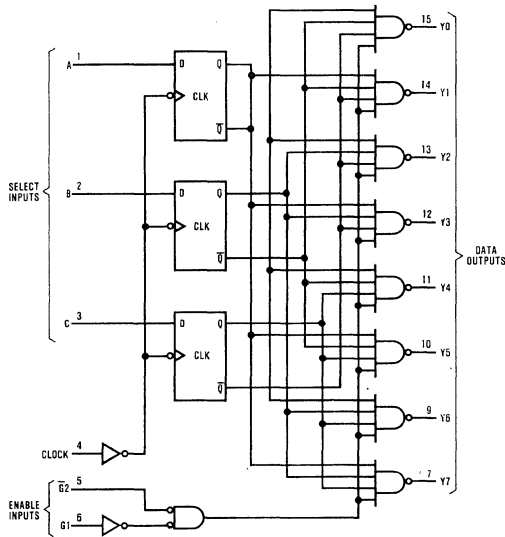 15
Y0
A 1
D Q
CLK
Q
14
Y1
13
Y2
SELECT
INPUTS
B 2
D Q
CLK
Q
12
Y3
DATA
OUTPUTS
11
Y4
C 3
D Q
CLK
Q
10
Y5
9
Y6
CLOCK 4
ENABLE
INPUTS
G2 5
G1 6
7
Y7